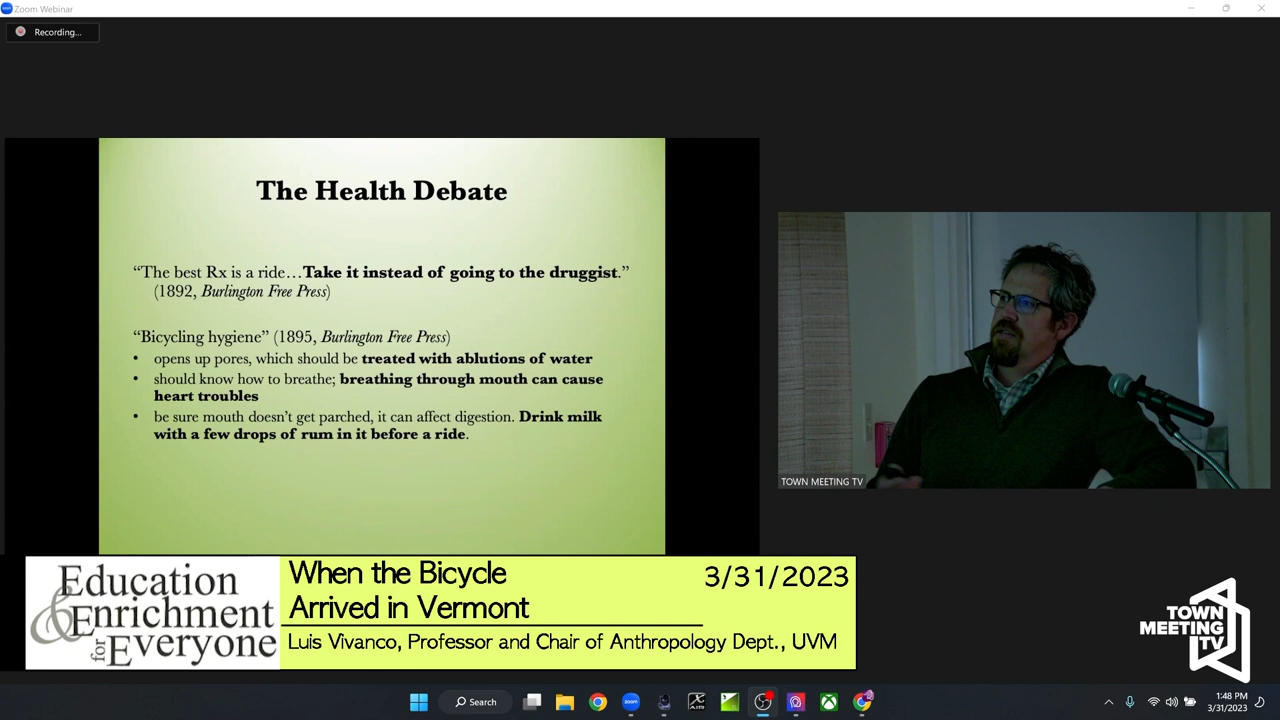 Zoom Webinar
Recording...
The Health Debate
“The best Rx is a ride…Take it instead of going to the druggist.”
(1892, Burlington Free Press)
“Bicycling hygiene” (1895, Burlington Free Press)
• opens up pores, which should be treated with ablutions of water
• should know how to breathe; breathing through mouth can cause
heart troubles
• be sure mouth doesn’t get parched, it can affect digestion. Drink milk
with a few drops of rum in it before a ride.
TOWN MEETING TV
Education
& Enrichment
for Everyone
When the Bicycle
Arrived in Vermont
3/31/2023
Luis Vivanco, Professor and Chair of Anthropology Dept., UVM
TOWN
MEETING
TV
Search
zoom
1:48 PM
3/31/2023